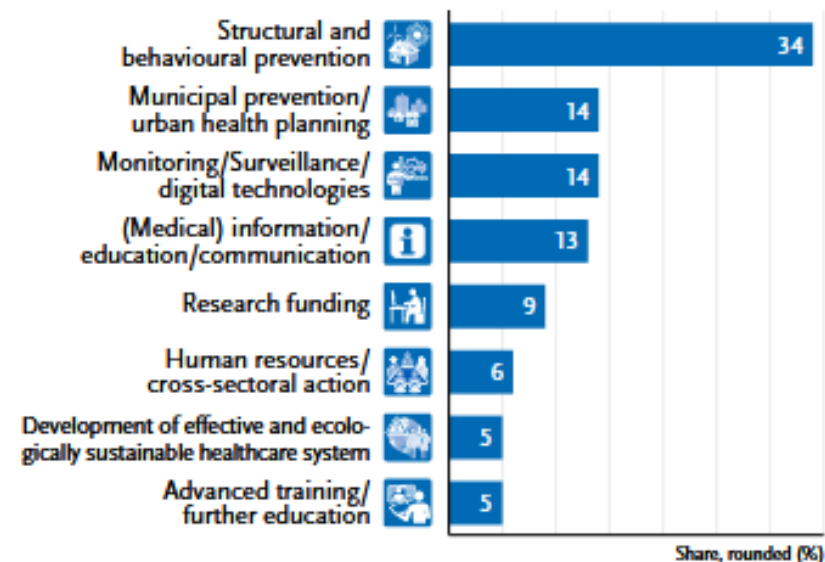 Structural and
behavioural prevention
34
Municipal prevention/
urban health planning
14
Monitoring/Surveillance/
digital technologies
14
(Medical) information/
education/communication
i
13
Research funding
9
Human resources/
cross-sectoral action
6
Development of effective and ecolo-
gically sustainable healthcare system
5
Advanced training/
further education
5
Share, rounded (%)